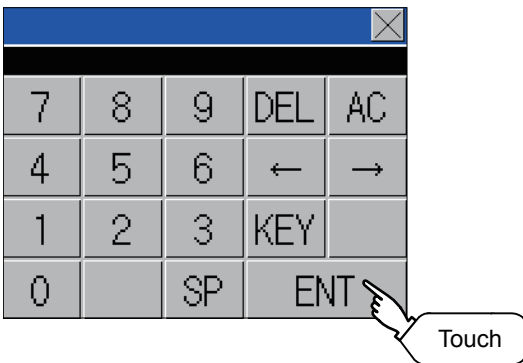 7 8 9 DEL AC
4 5 6 ← →
1 2 3 KEY
0 SP ENT
Touch